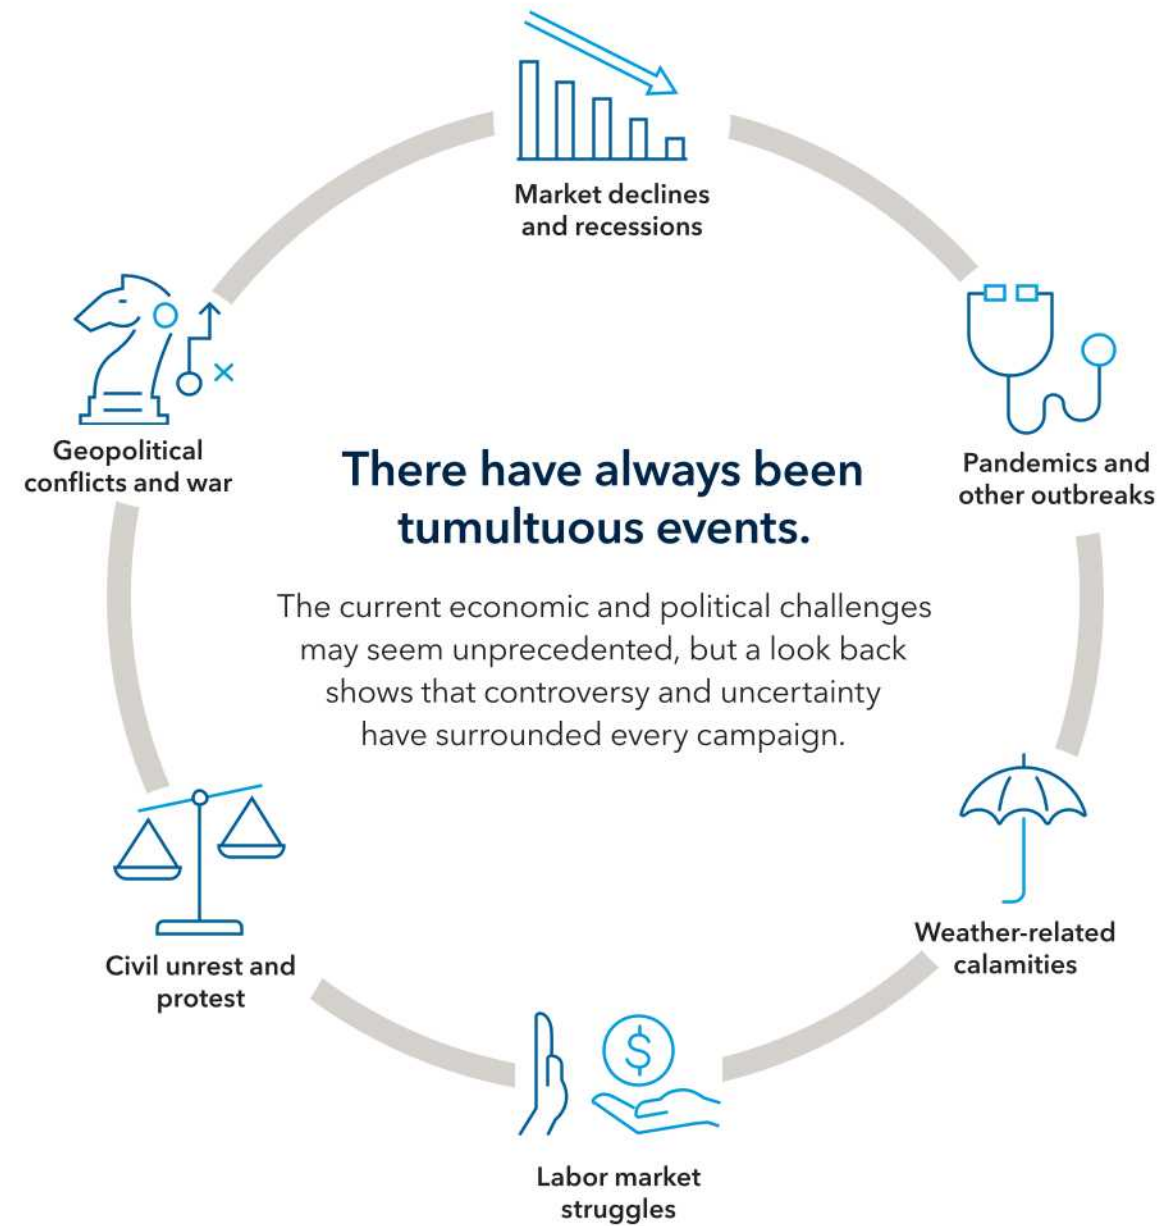 Market declines
and recessions
Pandemics and
other outbreaks
Weather-related
calamities
Labor market
struggles
Civil unrest and
protest
Geopolitical
conflicts and war
There have always been
tumultuous events.
The current economic and political challenges
may seem unprecedented, but a look back
shows that controversy and uncertainty
have surrounded every campaign.
$